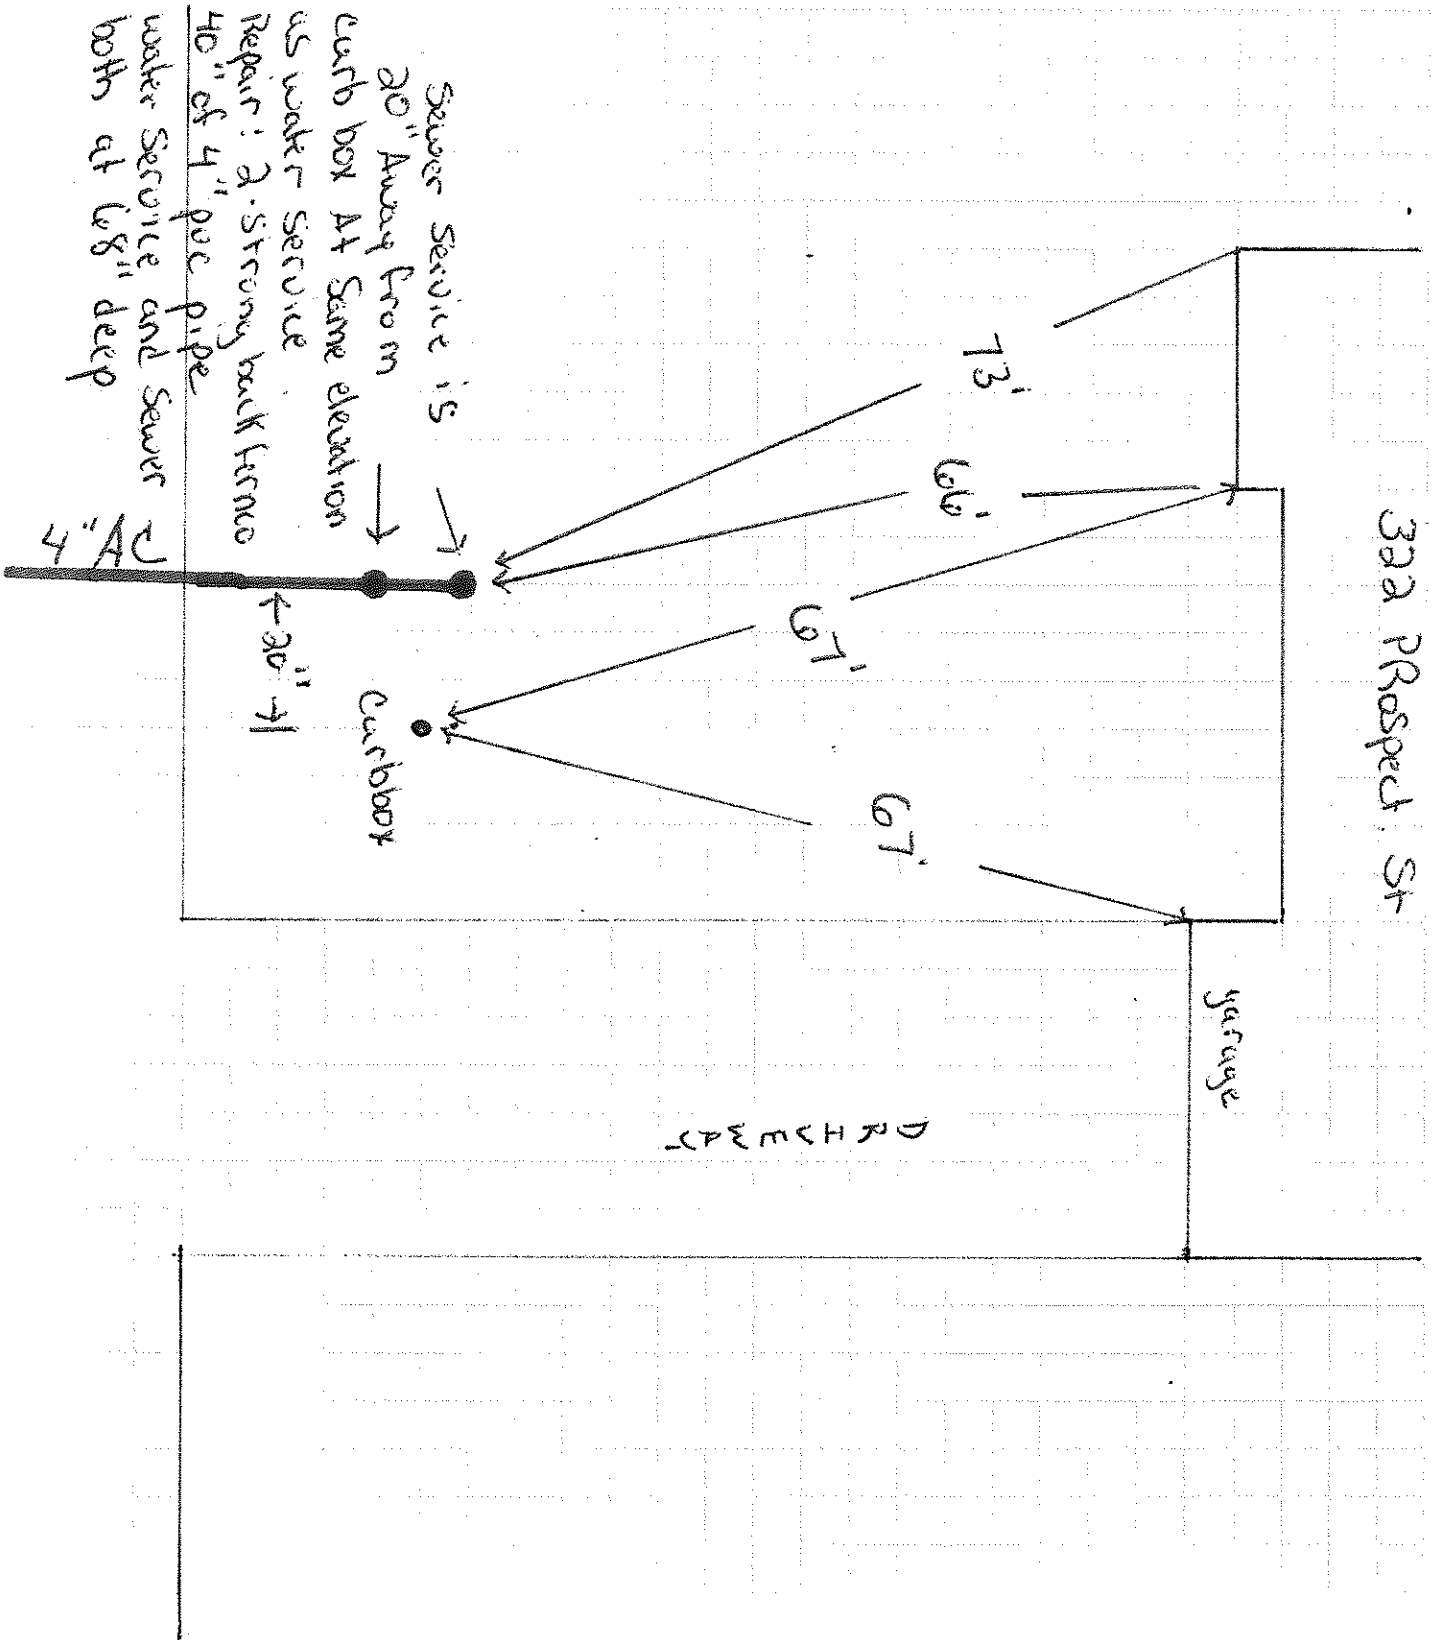 322 PRospect. St
garage
DRIVEWAY
73'
66'
67'
67'
Curbbox
←20"→|
4"AC
Sewer Service is
20" Away from
Curb box At Same elevation
as water Service
Repair: 2-Strong back fernco
40" of 4" pvc pipe
water Service and Sewer
both at 68" deep